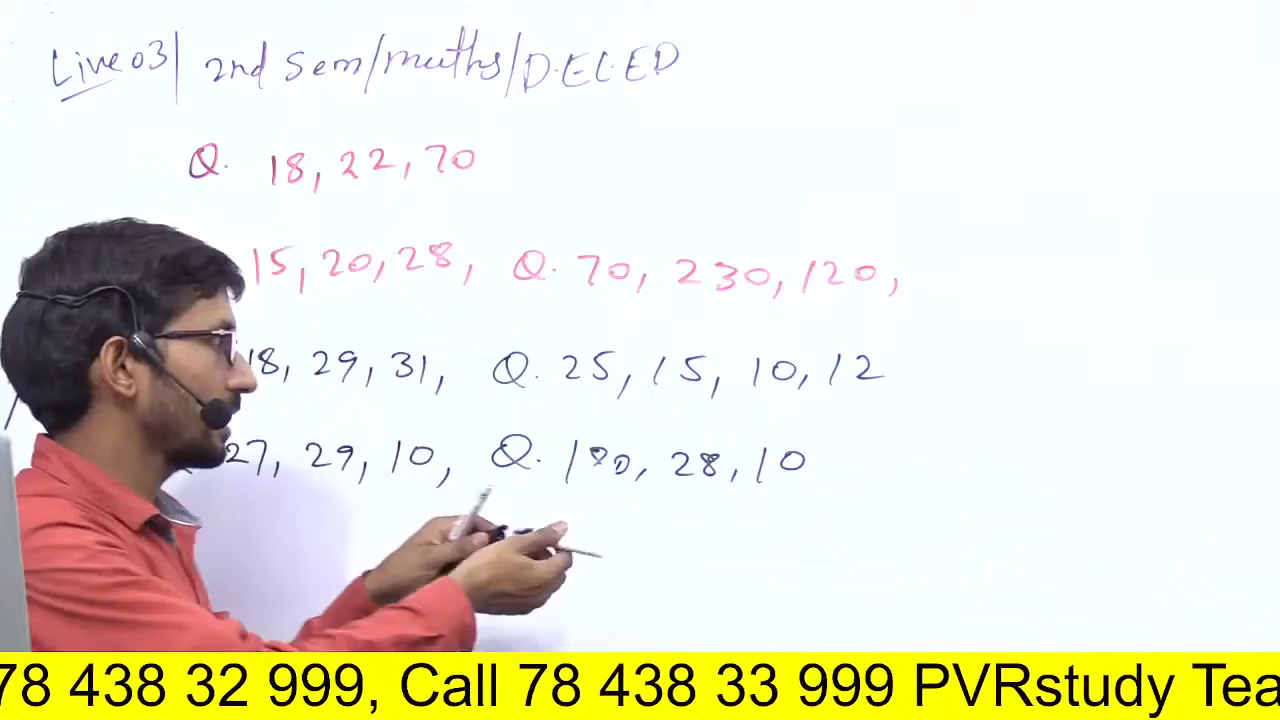 Live 03| 2nd Sem/maths/D.EL.ED
Q. 18, 22, 70
15, 20, 28, Q. 70, 230, 120,
18, 29, 31, Q. 25, 15, 10, 12
27, 29, 10, Q. 180, 28, 10
78 438 32 999, Call 78 438 33 999 PVRstudy Tea